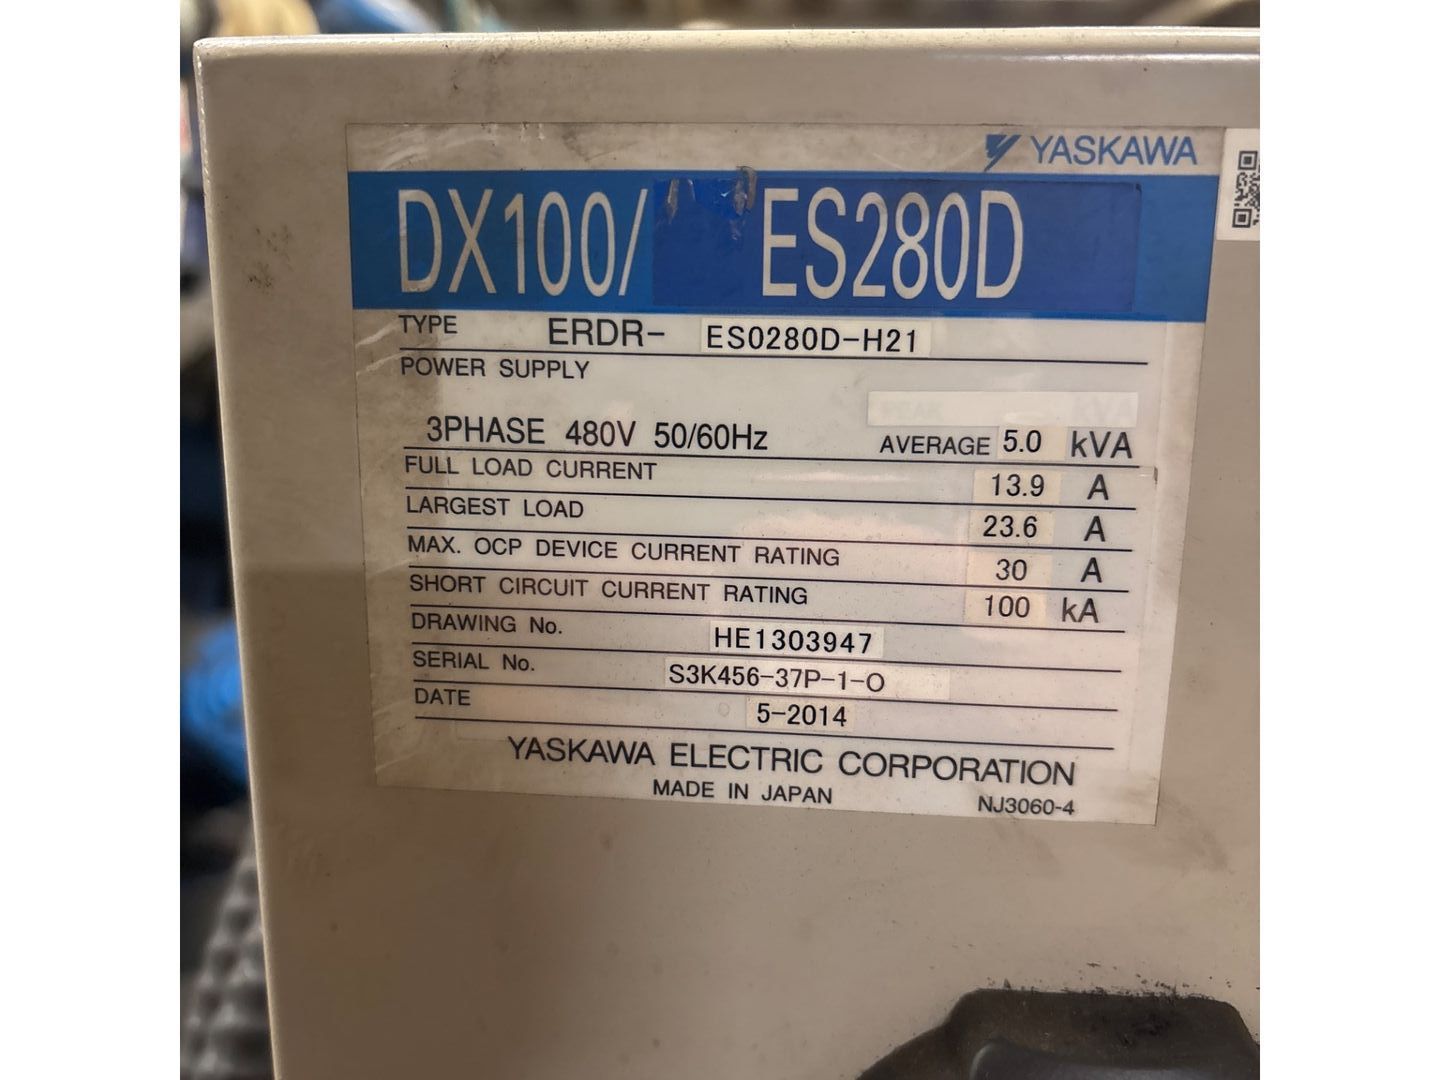 YASKAWA
DX100/ ES280D
TYPE ERDR- ES0280D-H21
POWER SUPPLY
3PHASE 480V 50/60Hz AVERAGE 5.0 kVA
FULL LOAD CURRENT 13.9 A
LARGEST LOAD 23.6 A
MAX. OCP DEVICE CURRENT RATING 30 A
SHORT CIRCUIT CURRENT RATING 100 kA
DRAWING No. HE1303947
SERIAL No. S3K456-37P-1-O
DATE 5-2014
YASKAWA ELECTRIC CORPORATION
MADE IN JAPAN NJ3060-4